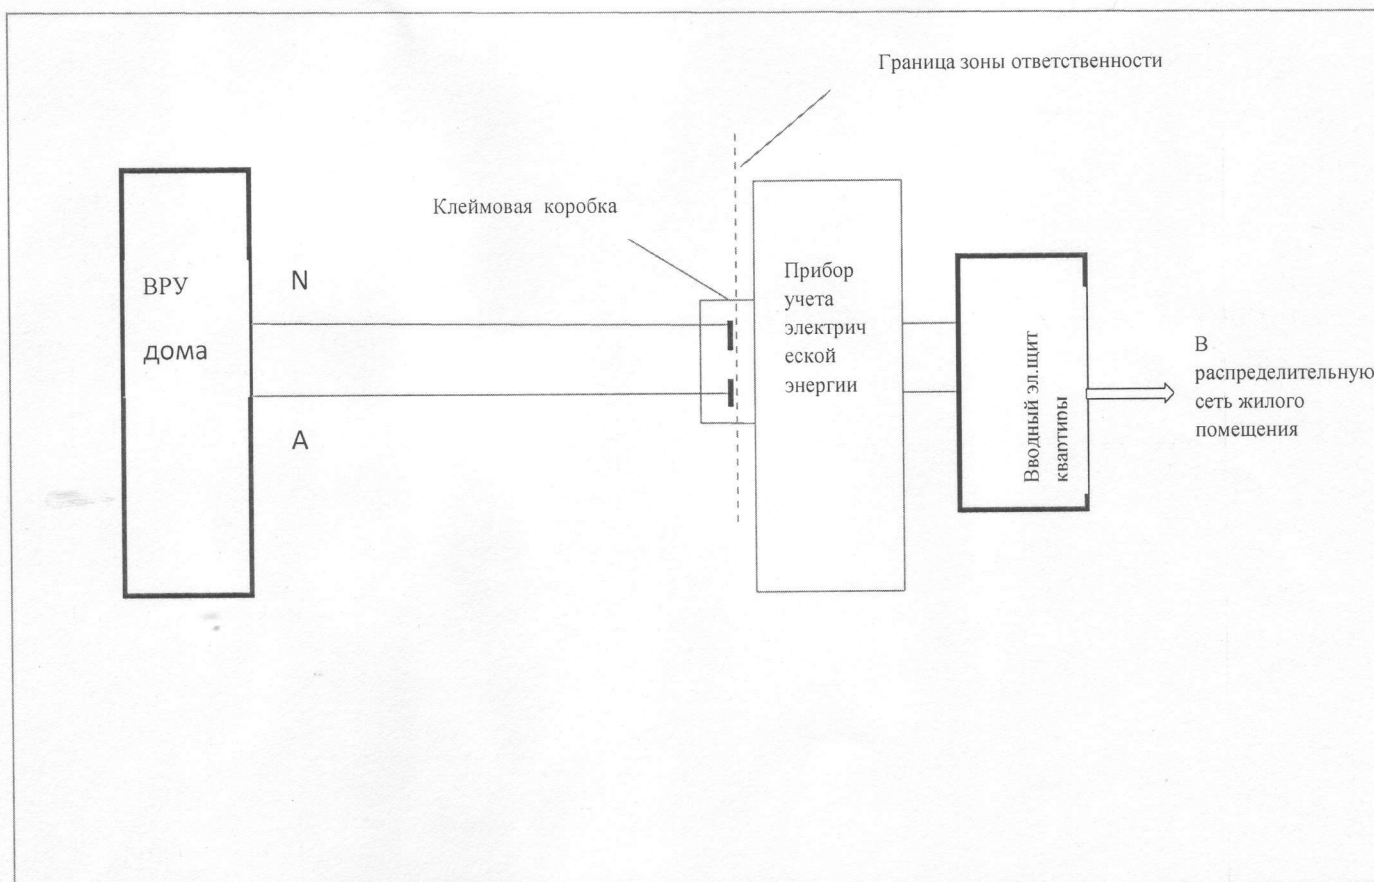 Граница зоны ответственности
Клеймовая коробка
ВРУ
дома
N
A
Прибор
учета
электрич
еской
энергии
Вводный эл.щит
квартиры
В
распределительную
сеть жилого
помещения